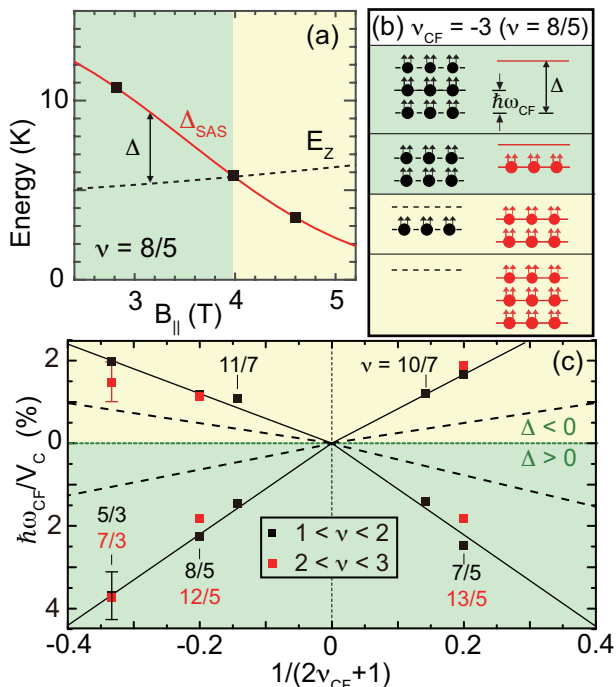 (a)
Energy (K)
10
0
Δ_SAS
E_Z
Δ
ν = 8/5
3
4
5
B_|| (T)
(b) ν_CF = -3 (ν = 8/5)
ħω_CF
Δ
(c)
ħω_CF/V_C (%)
2
0
2
4
11/7
ν = 10/7
Δ < 0
Δ > 0
5/3
7/3
8/5
12/5
1 < ν < 2
2 < ν < 3
7/5
13/5
-0.4
-0.2
0
0.2
0.4
1/(2ν_CF+1)